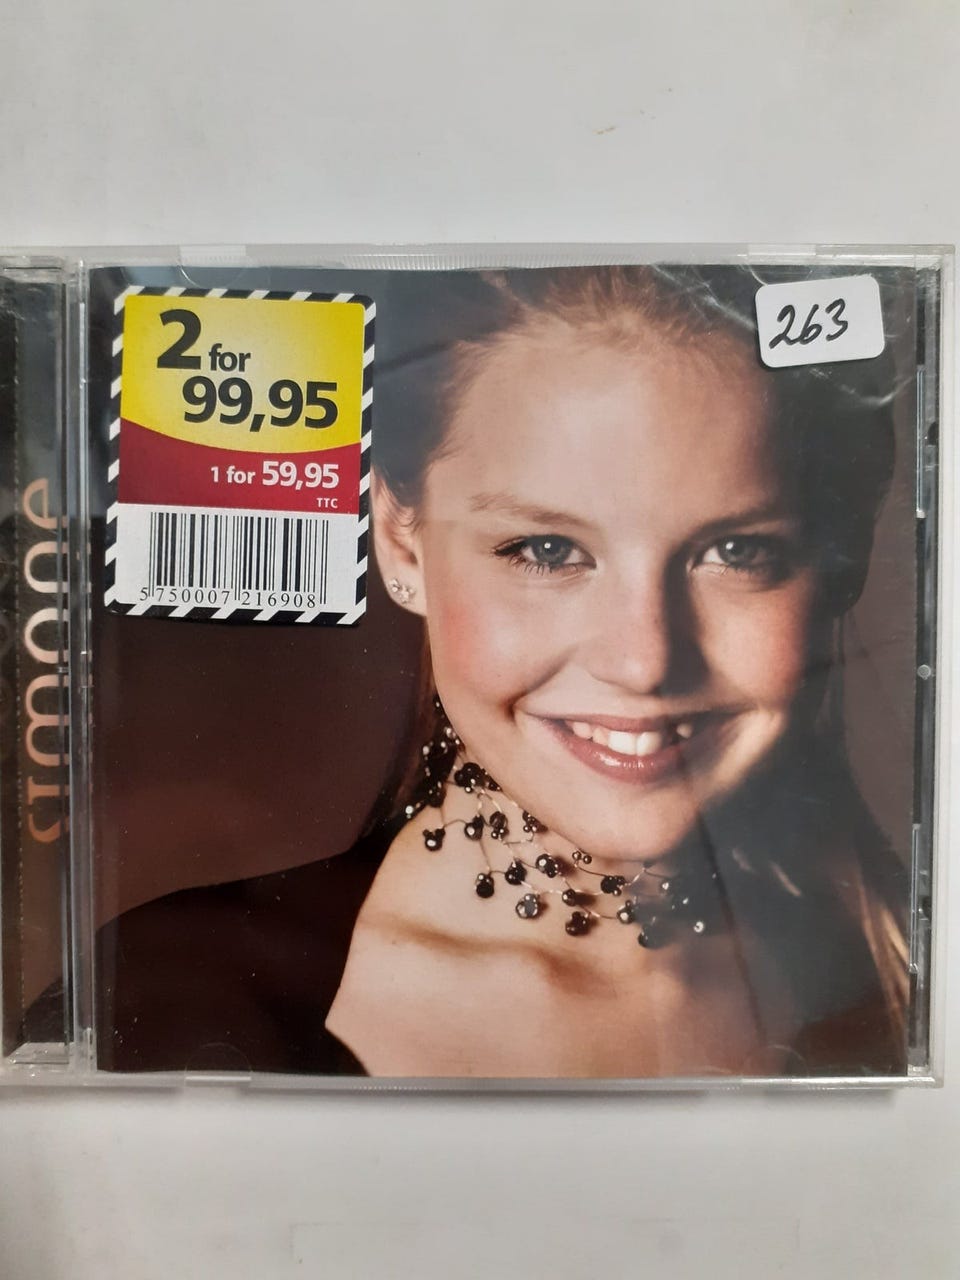 2 for
99,95
1 for 59,95
TTC
5 750007 216908
263
simone